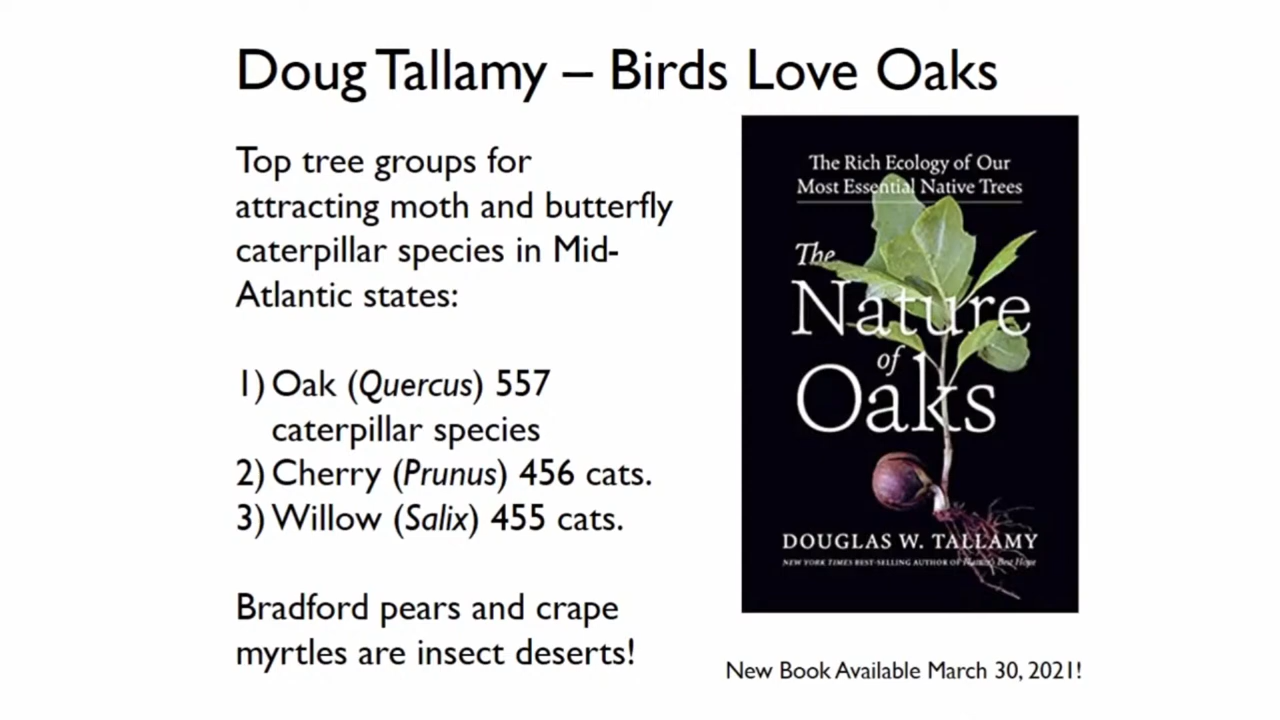 Doug Tallamy – Birds Love Oaks
Top tree groups for
attracting moth and butterfly
caterpillar species in Mid-
Atlantic states:
1) Oak (Quercus) 557
caterpillar species
2) Cherry (Prunus) 456 cats.
3) Willow (Salix) 455 cats.
Bradford pears and crape
myrtles are insect deserts!
The Rich Ecology of Our
Most Essential Native Trees
The
Nature
of
Oaks
DOUGLAS W. TALLAMY
NEW YORK TIMES BEST-SELLING AUTHOR OF Nature's Best Hope
New Book Available March 30, 2021!